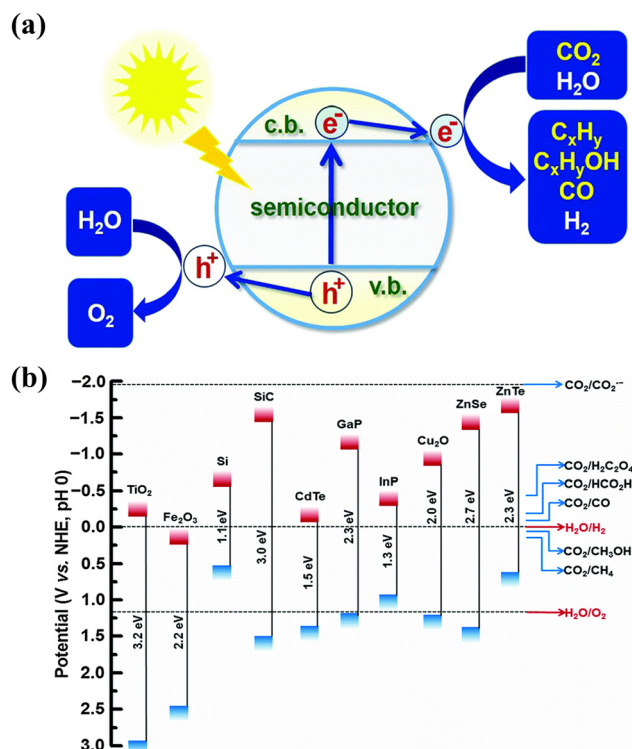 (a)
CO₂
H₂O
c.b.
e⁻
e⁻
CₓHᵧ
CₓHᵧOH
CO
H₂
semiconductor
H₂O
h⁺
h⁺
v.b.
O₂
(b)
Potential (V vs. NHE, pH 0)
−2.0
−1.5
−1.0
−0.5
0.0
0.5
1.0
1.5
2.0
2.5
3.0
TiO₂
3.2 eV
Fe₂O₃
2.2 eV
Si
1.1 eV
SiC
3.0 eV
CdTe
1.5 eV
GaP
2.3 eV
InP
1.3 eV
Cu₂O
2.0 eV
ZnSe
2.7 eV
ZnTe
2.3 eV
CO₂/CO₂·⁻
CO₂/H₂C₂O₄
CO₂/HCO₂H
CO₂/CO
H₂O/H₂
CO₂/CH₃OH
CO₂/CH₄
H₂O/O₂